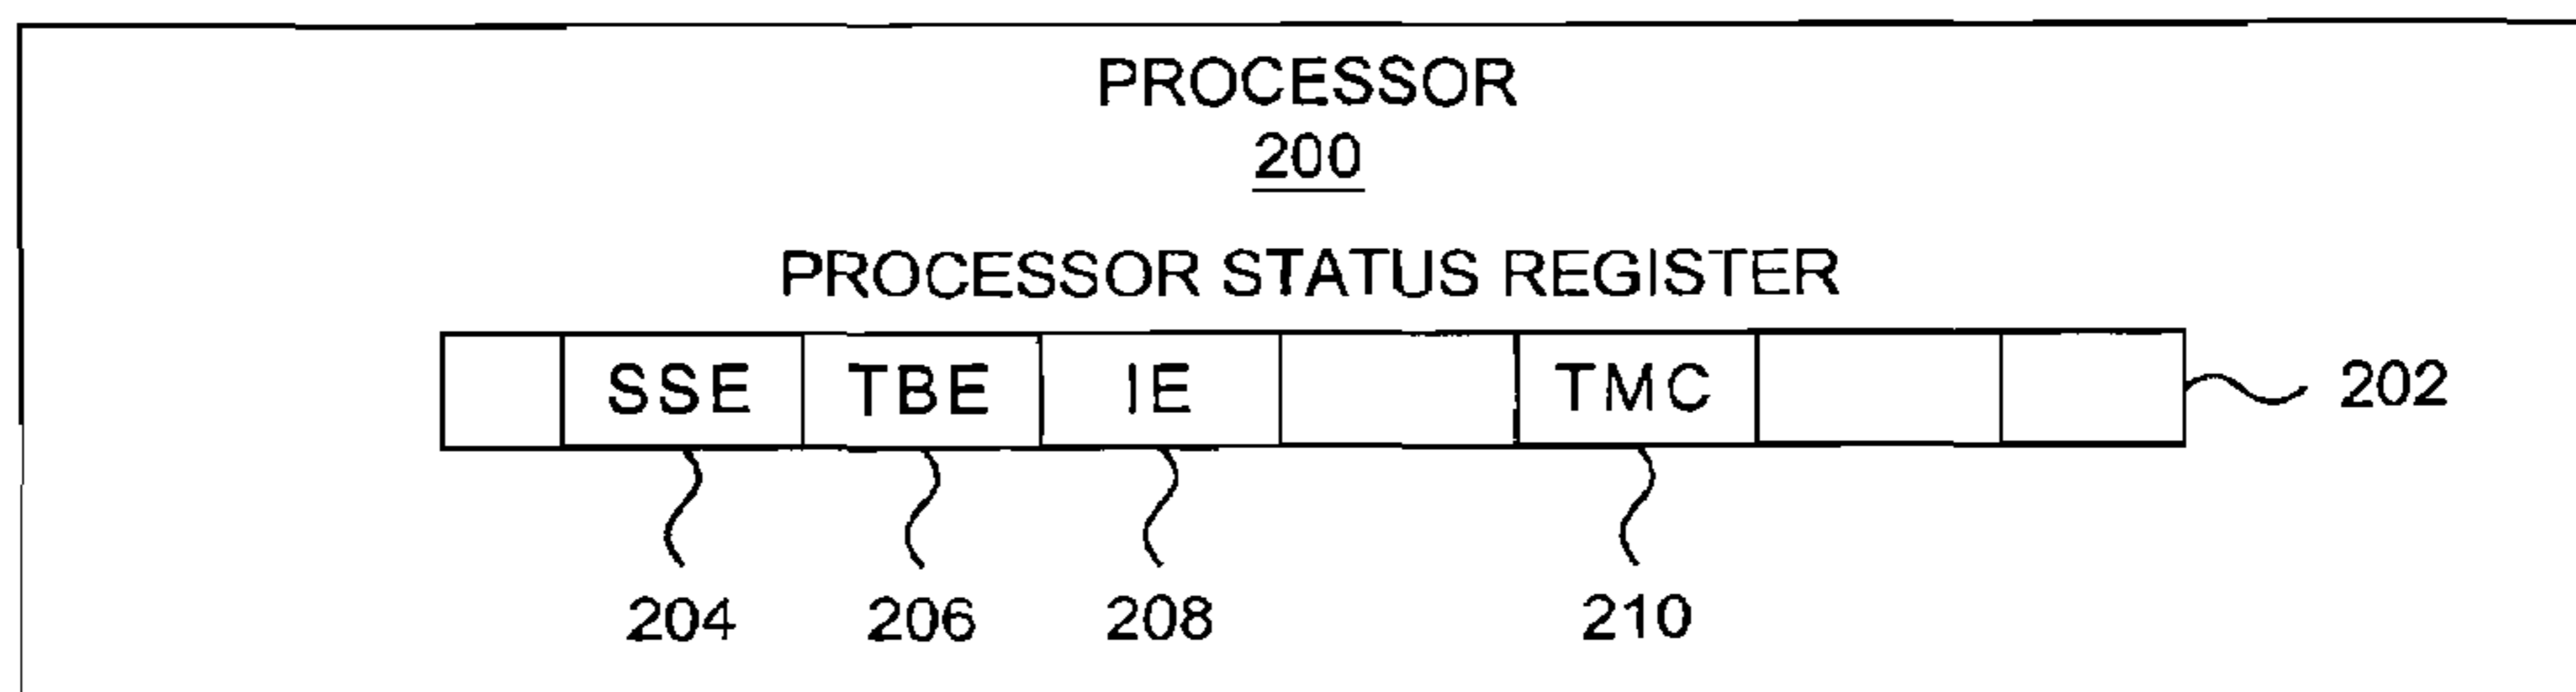 PROCESSOR
200
PROCESSOR STATUS REGISTER
SSE TBE IE TMC 202
204 206 208 210